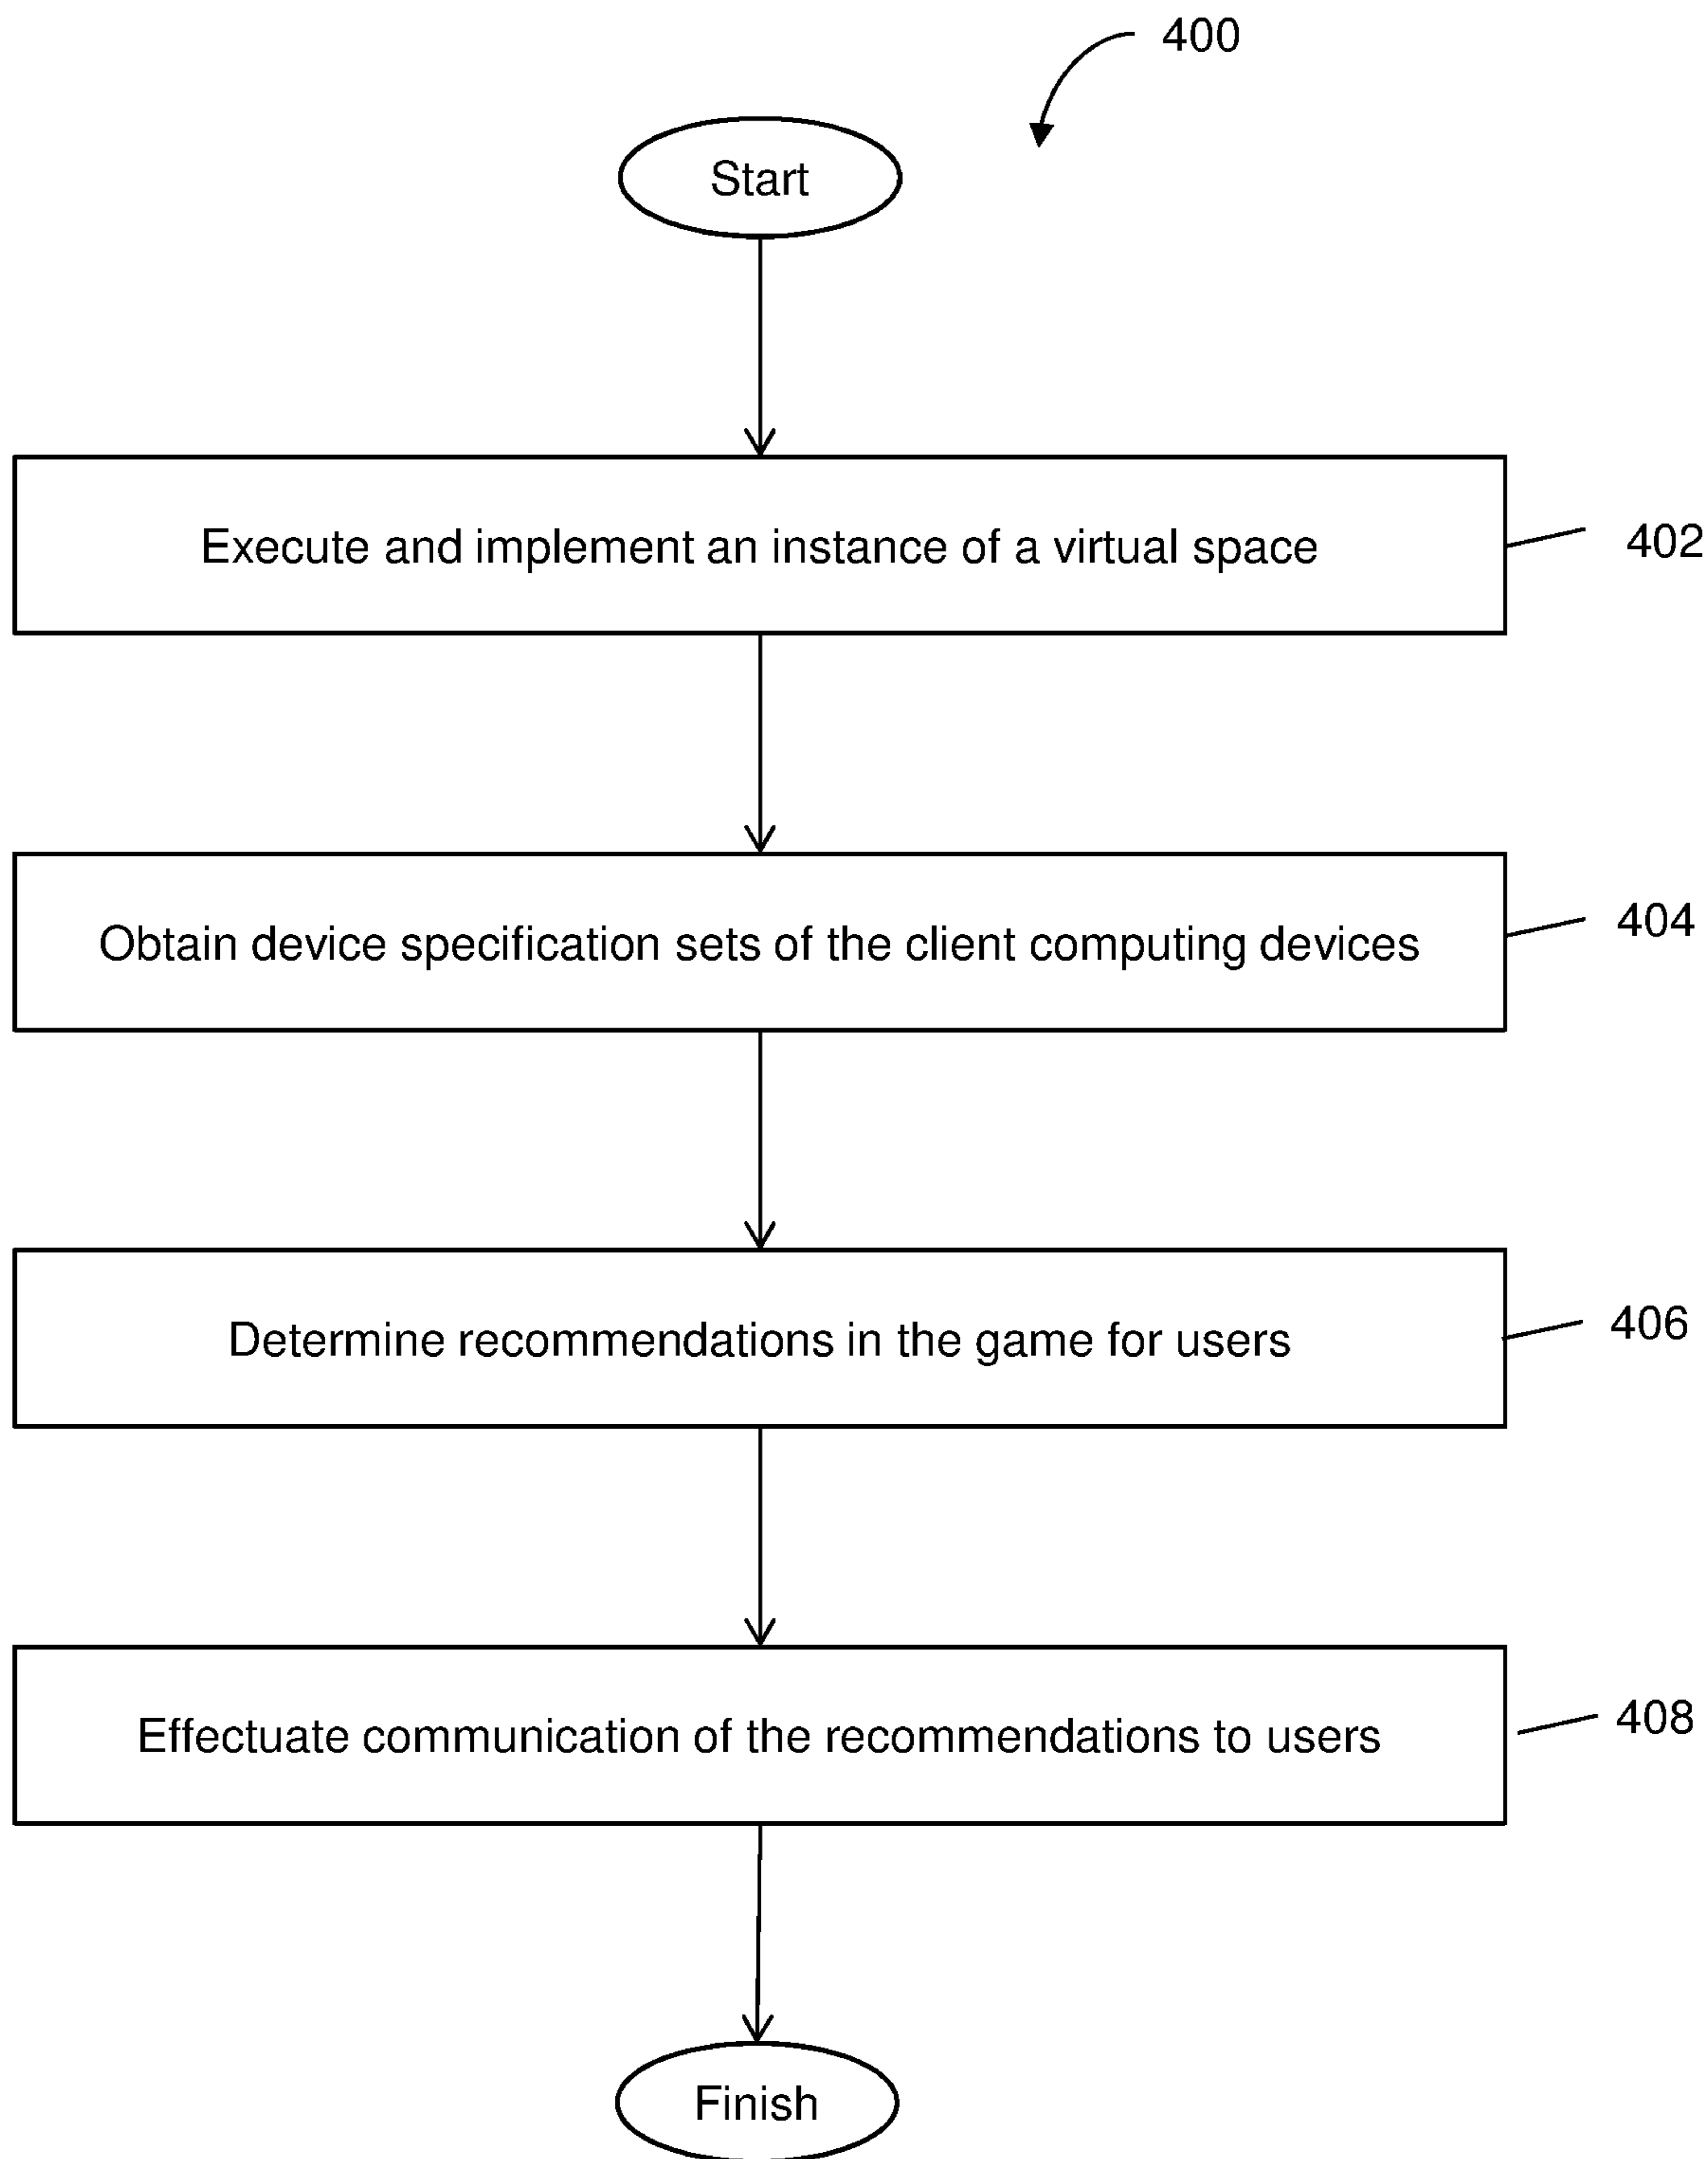 400
Start
Execute and implement an instance of a virtual space
402
Obtain device specification sets of the client computing devices
404
Determine recommendations in the game for users
406
Effectuate communication of the recommendations to users
408
Finish